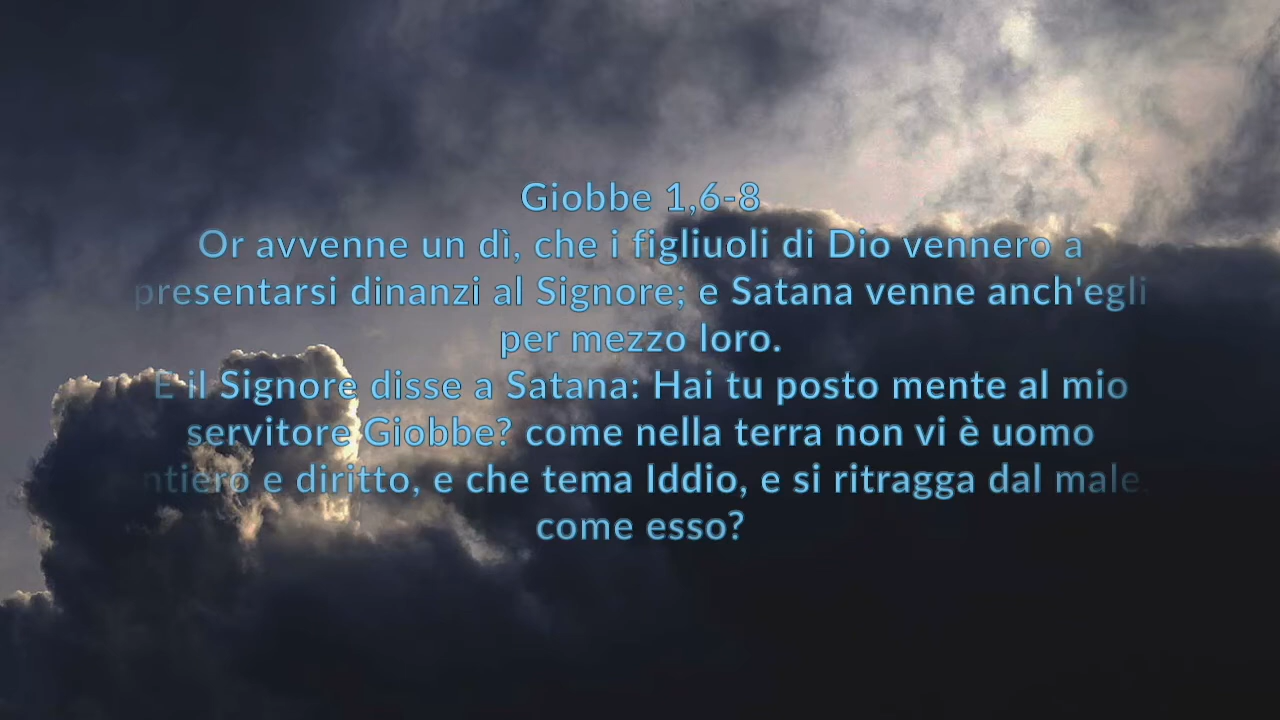 Giobbe 1,6-8
Or avvenne un dì, che i figliuoli di Dio vennero a
presentarsi dinanzi al Signore; e Satana venne anch'egli
per mezzo loro.
E il Signore disse a Satana: Hai tu posto mente al mio
servitore Giobbe? come nella terra non vi è uomo
ntiero e diritto, e che tema Iddio, e si ritragga dal male,
come esso?